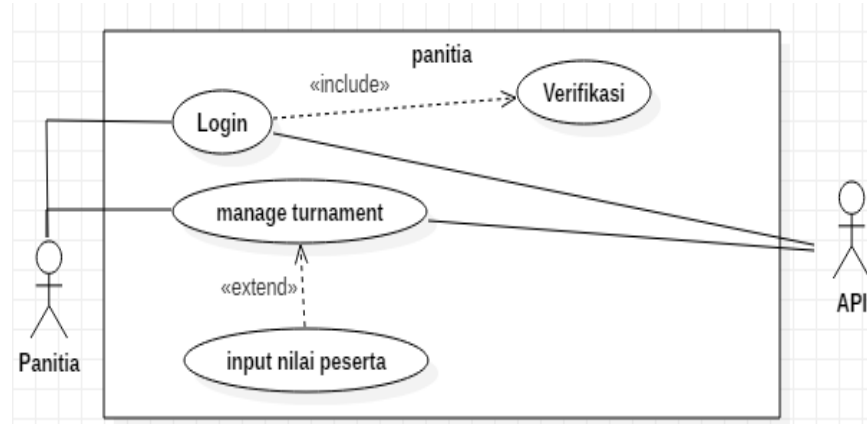 panitia
«include»
Verifikasi
Login
manage turnament
«extend»
Panitia
API
input nilai peserta